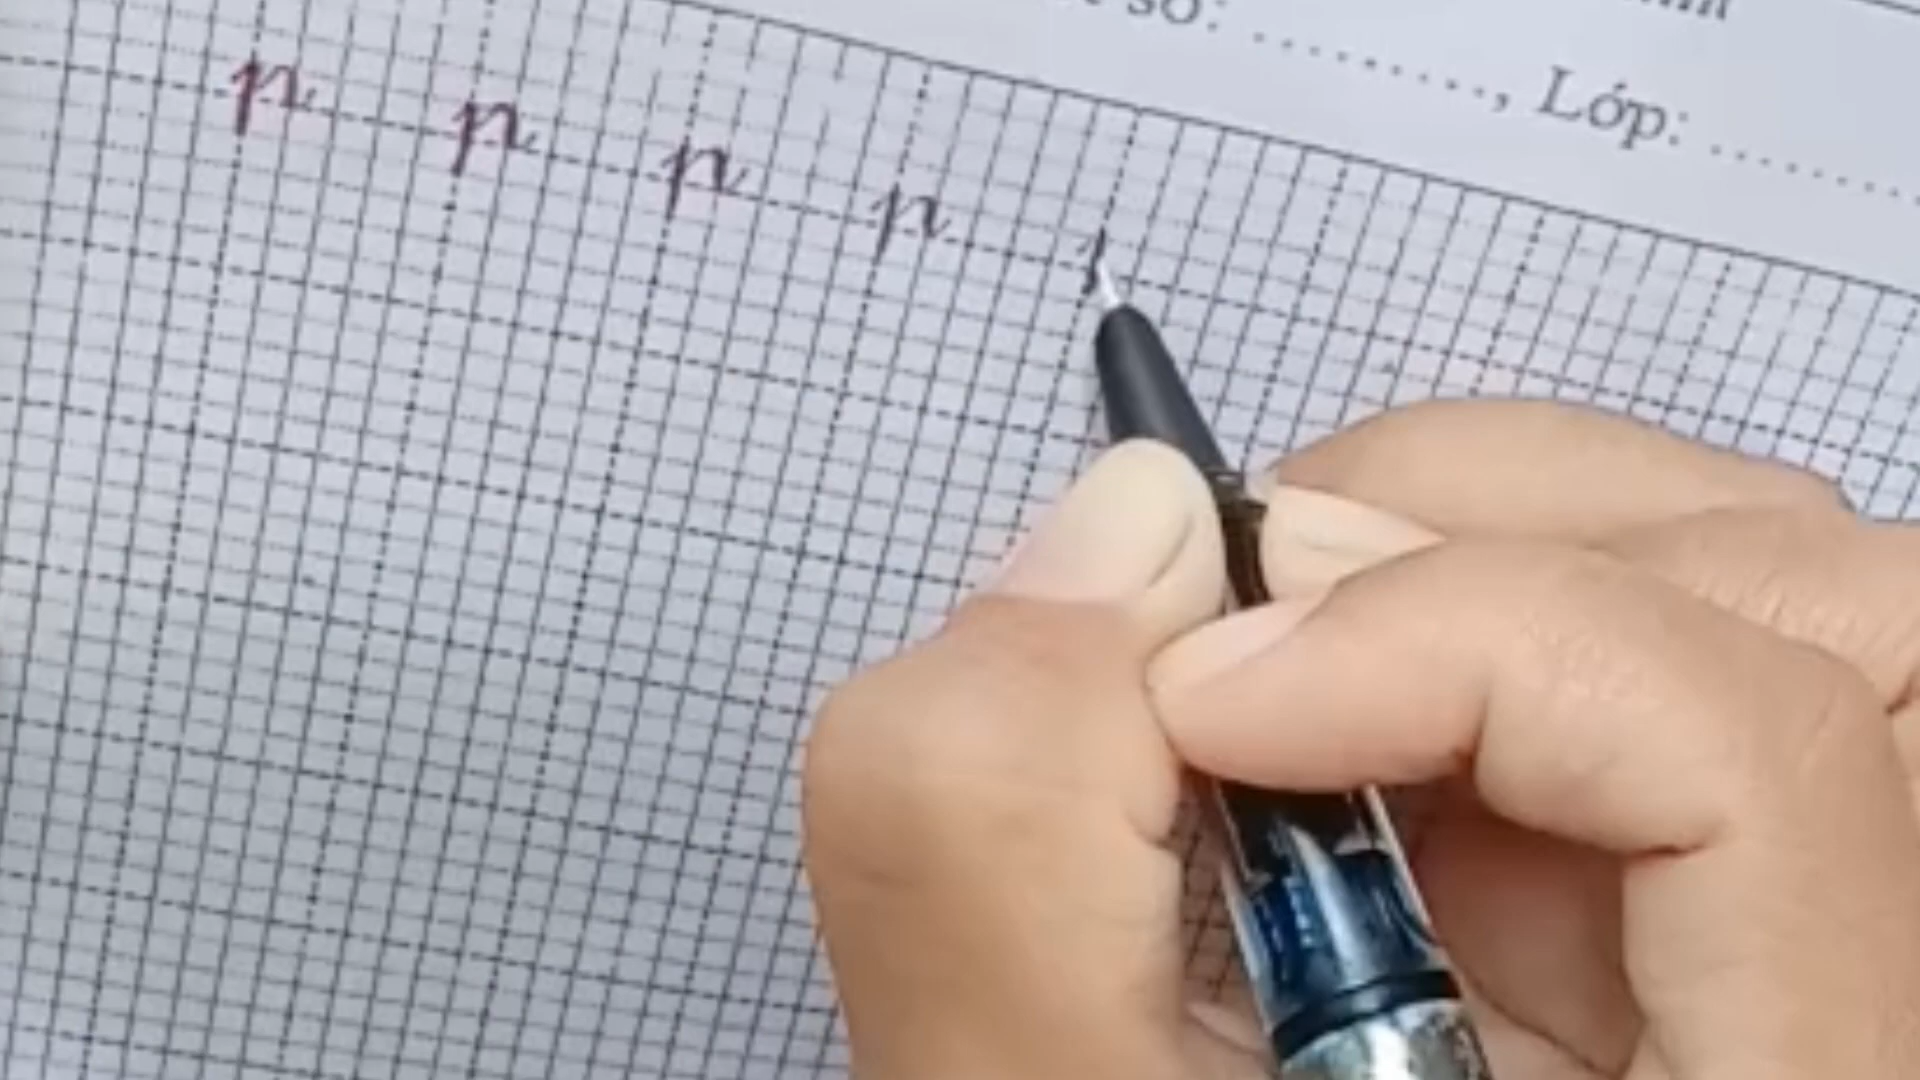 số: .........., Lớp: ..........
p p p p